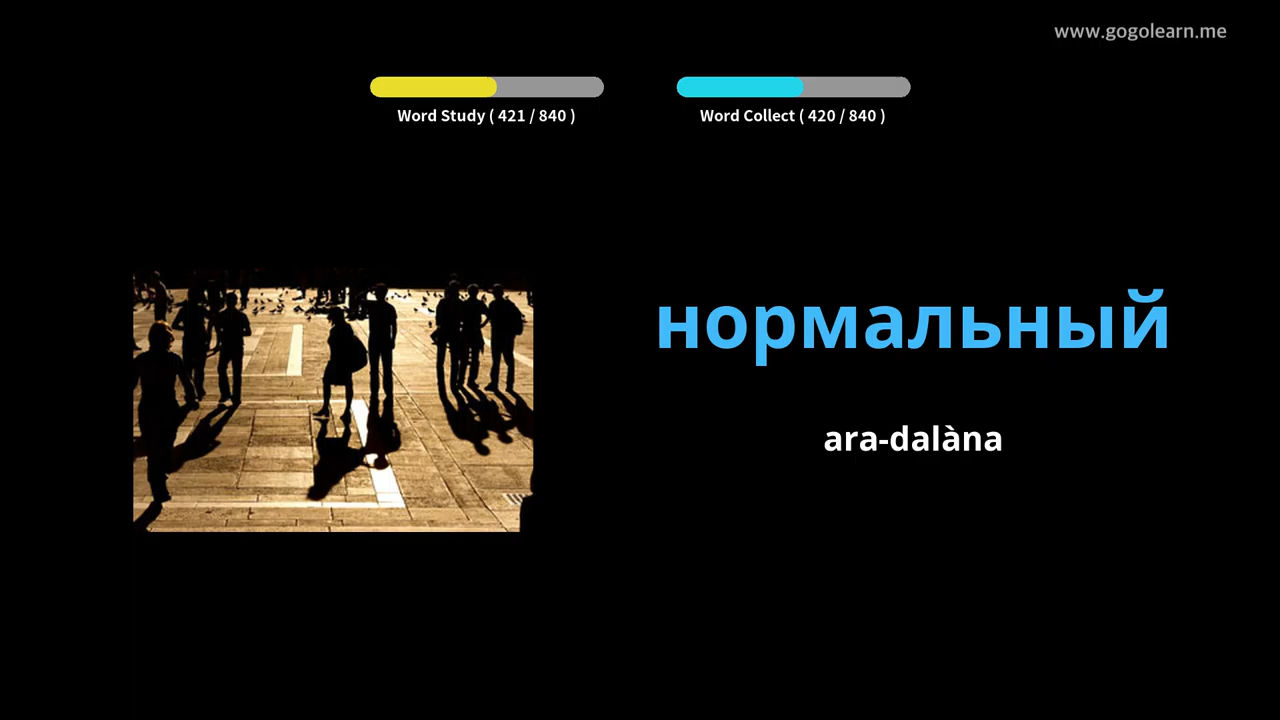 www.gogolearn.me
Word Study ( 421 / 840 )
Word Collect ( 420 / 840 )
нормальный
ara-dalàna